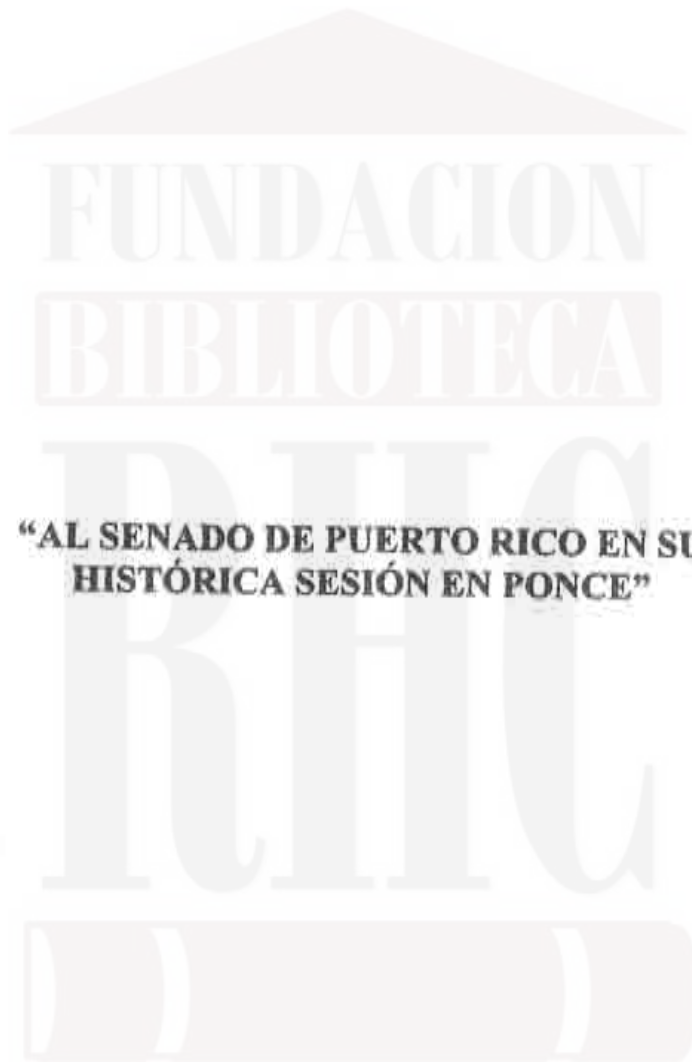 FUNDACION
BIBLIOTECA
RHC
“AL SENADO DE PUERTO RICO EN SU
HISTÓRICA SESIÓN EN PONCE”